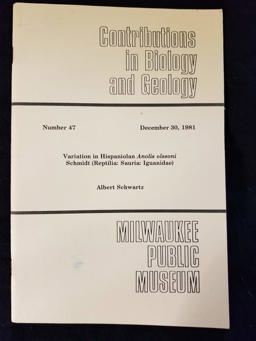 Contributions
in Biology
and Geology
Number 47 December 30, 1981
Variation in Hispaniolan Anolis olssoni
Schmidt (Reptilia: Sauria: Iguanidae)
Albert Schwartz
MILWAUKEE
PUBLIC
MUSEUM